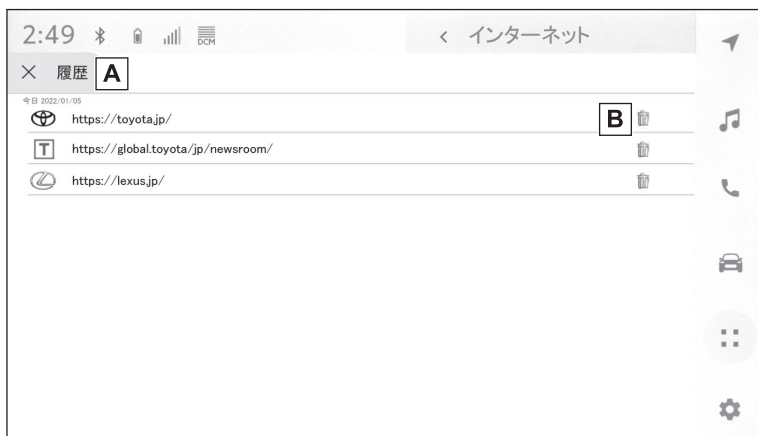 2:49 DCM < インターネット
× 履歴 A
今日 2022/01/05
https://toyota.jp/ B
T https://global.toyota/jp/newsroom/
https://lexus.jp/